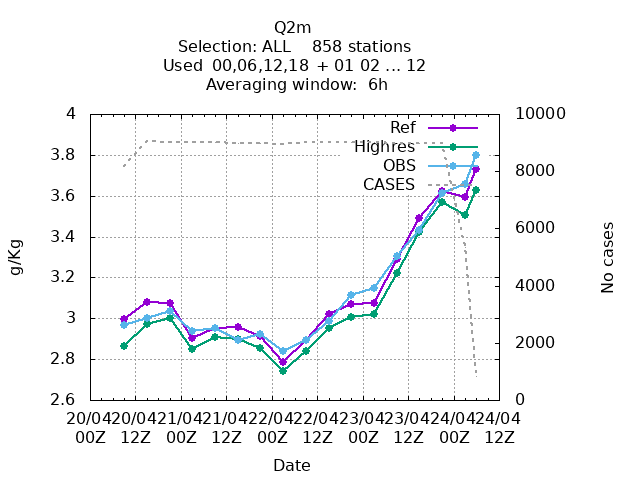 Q2m
Selection: ALL    858 stations
Used  00,06,12,18 + 01 02 ... 12
Averaging window:  6h
4
3.8
3.6
3.4
3.2
3
2.8
2.6
10000
8000
6000
4000
2000
0
Ref
Highres
OBS
CASES
g/Kg
No cases
20/04 20/04 21/04 21/04 22/04 22/04 23/04 23/04 24/04 24/04
00Z 12Z 00Z 12Z 00Z 12Z 00Z 12Z 00Z 12Z
Date